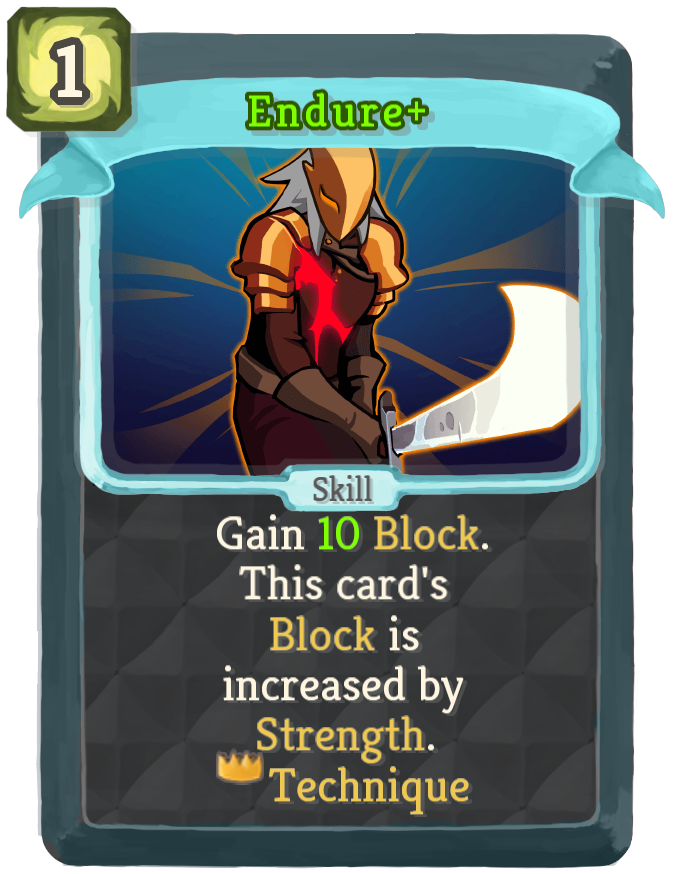 1
Endure+
Skill
Gain 10 Block.
This card's
Block is
increased by
Strength.
Technique